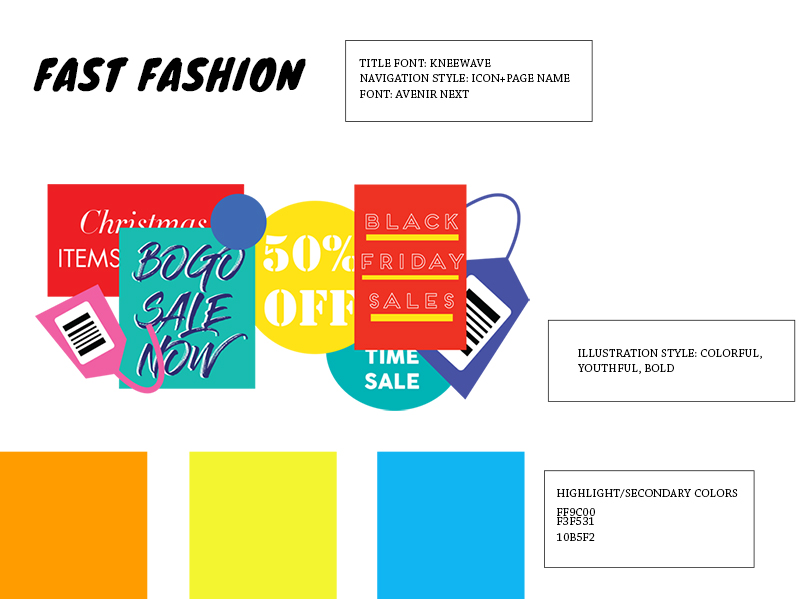 FAST FASHION
TITLE FONT: KNEEWAVE
NAVIGATION STYLE: ICON+PAGE NAME
FONT: AVENIR NEXT
Christmas
ITEMS
BOGO
SALE
NOW
50%
OFF
BLACK
FRIDAY
SALES
TIME
SALE
ILLUSTRATION STYLE: COLORFUL,
YOUTHFUL, BOLD
HIGHLIGHT/SECONDARY COLORS
FF9C00
F3F531
10B5F2